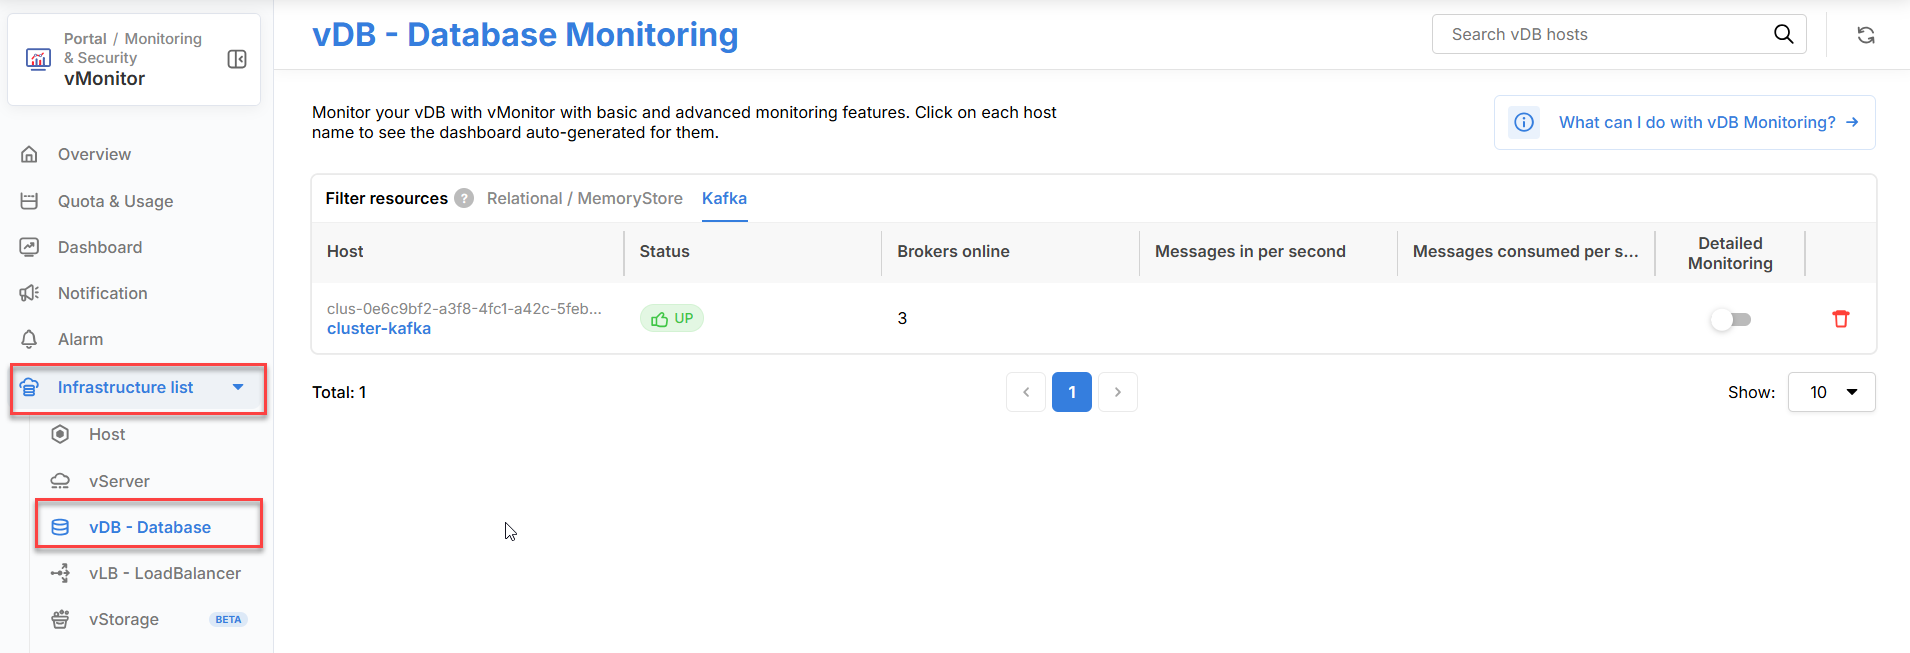 Portal / Monitoring
& Security
vMonitor
Overview
Quota & Usage
Dashboard
Notification
Alarm
Infrastructure list
Host
vServer
vDB - Database
vLB - LoadBalancer
vStorage BETA
vDB - Database Monitoring
Search vDB hosts
Monitor your vDB with vMonitor with basic and advanced monitoring features. Click on each host
name to see the dashboard auto-generated for them.
What can I do with vDB Monitoring?
Filter resources ? Relational / MemoryStore Kafka
Host Status Brokers online Messages in per second Messages consumed per s... Detailed
Monitoring
clus-0e6c9bf2-a3f8-4fc1-a42c-5feb...
cluster-kafka
UP
3
Total: 1
1
Show: 10